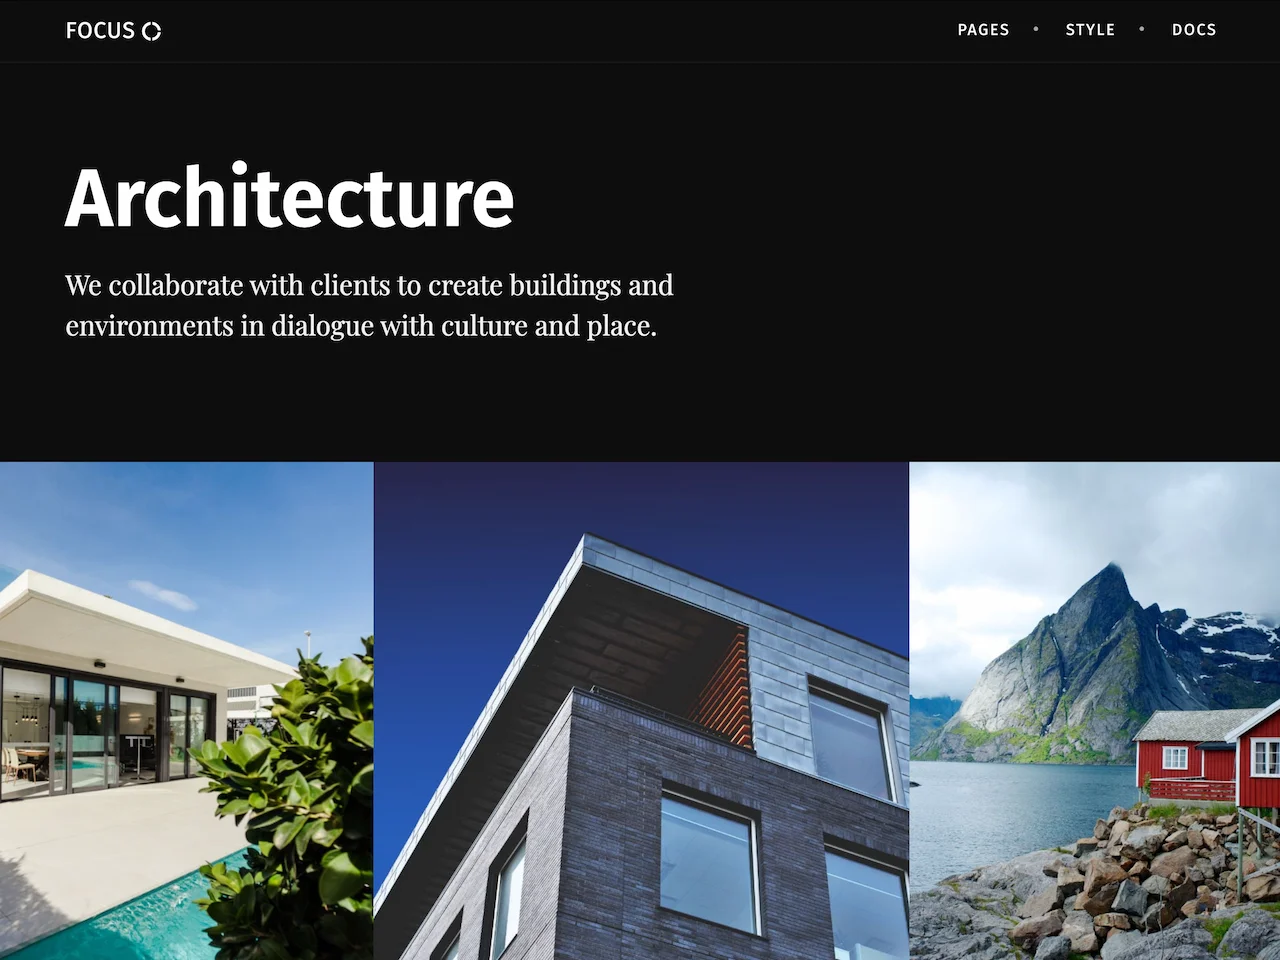 FOCUS
PAGES • STYLE • DOCS
Architecture
We collaborate with clients to create buildings and
environments in dialogue with culture and place.